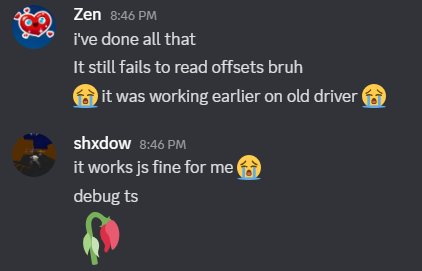 Zen 8:46 PM
i've done all that
It still fails to read offsets bruh
😭 it was working earlier on old driver 😭
shxdow 8:46 PM
it works js fine for me 😭
debug ts
🥀